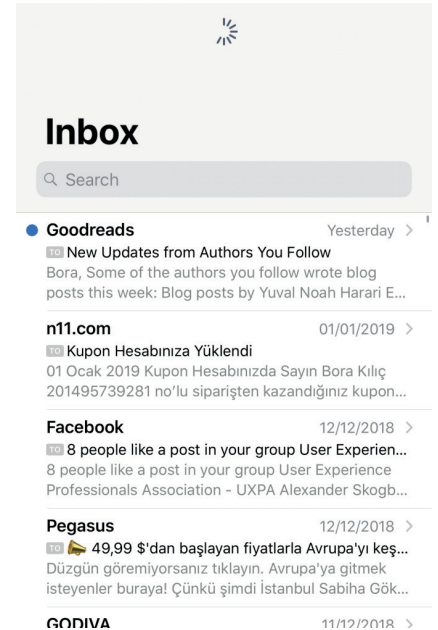 Inbox
Search
Goodreads Yesterday
TO New Updates from Authors You Follow
Bora, Some of the authors you follow wrote blog
posts this week: Blog posts by Yuval Noah Harari E...
n11.com 01/01/2019
TO Kupon Hesabınıza Yüklendi
01 Ocak 2019 Kupon Hesabınızda Sayın Bora Kılıç
201495739281 no’lu siparişten kazandığınız kupon...
Facebook 12/12/2018
TO 8 people like a post in your group User Experien...
8 people like a post in your group User Experience
Professionals Association - UXPA Alexander Skogb...
Pegasus 12/12/2018
TO 📣 49,99 $'dan başlayan fiyatlarla Avrupa'yı keş...
Düzgün göremiyorsanız tıklayın. Avrupa'ya gitmek
isteyenler buraya! Çünkü şimdi İstanbul Sabiha Gök...
GODIVA 11/12/2018